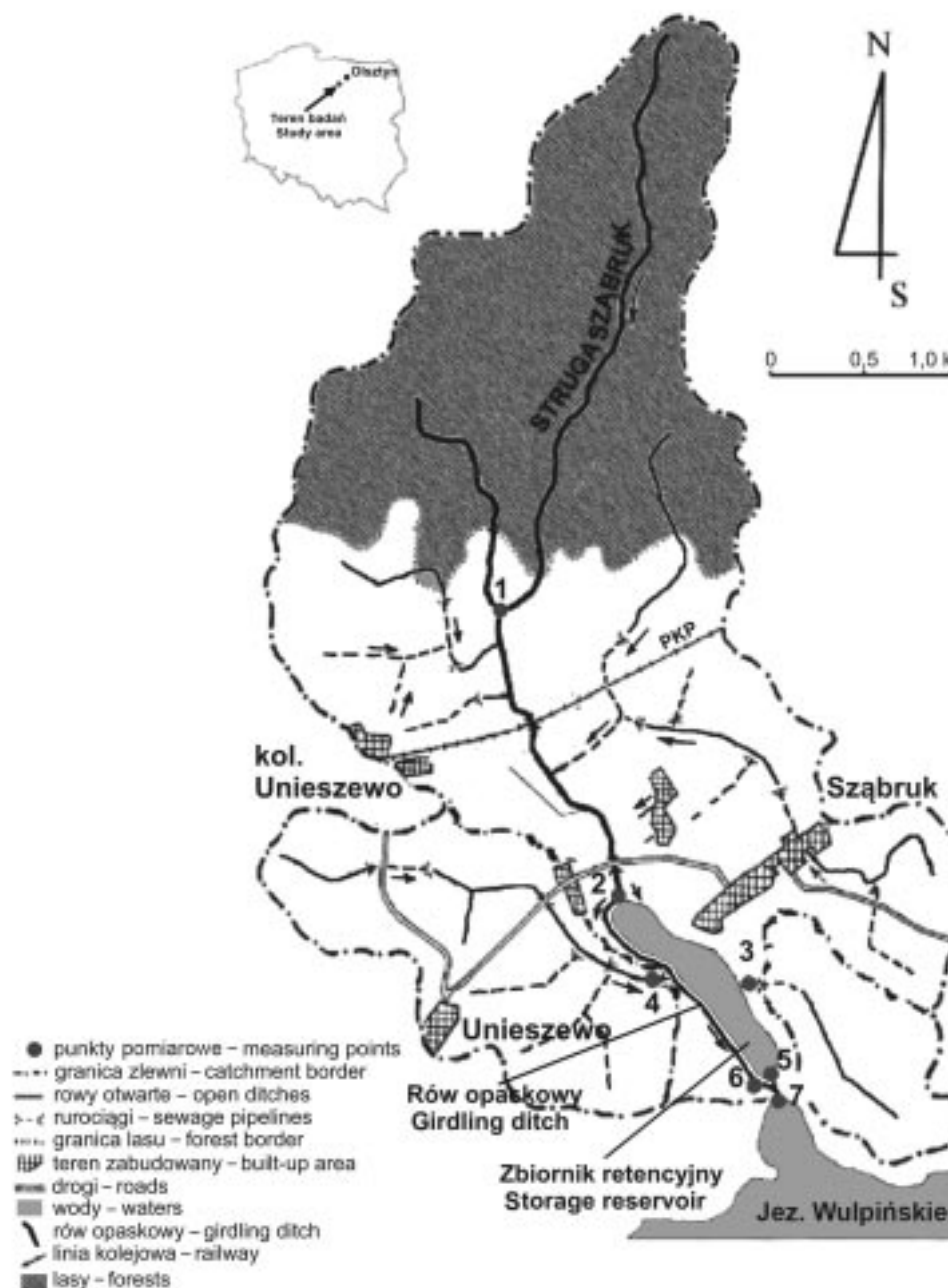 Olsztyn
Teren badań
Study area
N
S
0 0,5 1,0 k
STRUGA SZĄBRUK
1
PKP
kol.
Unieszewo
Sząbruk
2
3
4
Unieszewo
5
6
7
Rów opaskowy
Girdling ditch
Zbiornik retencyjny
Storage reservoir
Jez. Wulpińskie
punkty pomiarowe – measuring points
granica zlewni – catchment border
rowy otwarte – open ditches
rurociągi – sewage pipelines
granica lasu – forest border
teren zabudowany – built-up area
drogi – roads
wody – waters
rów opaskowy – girdling ditch
linia kolejowa – railway
lasy – forests